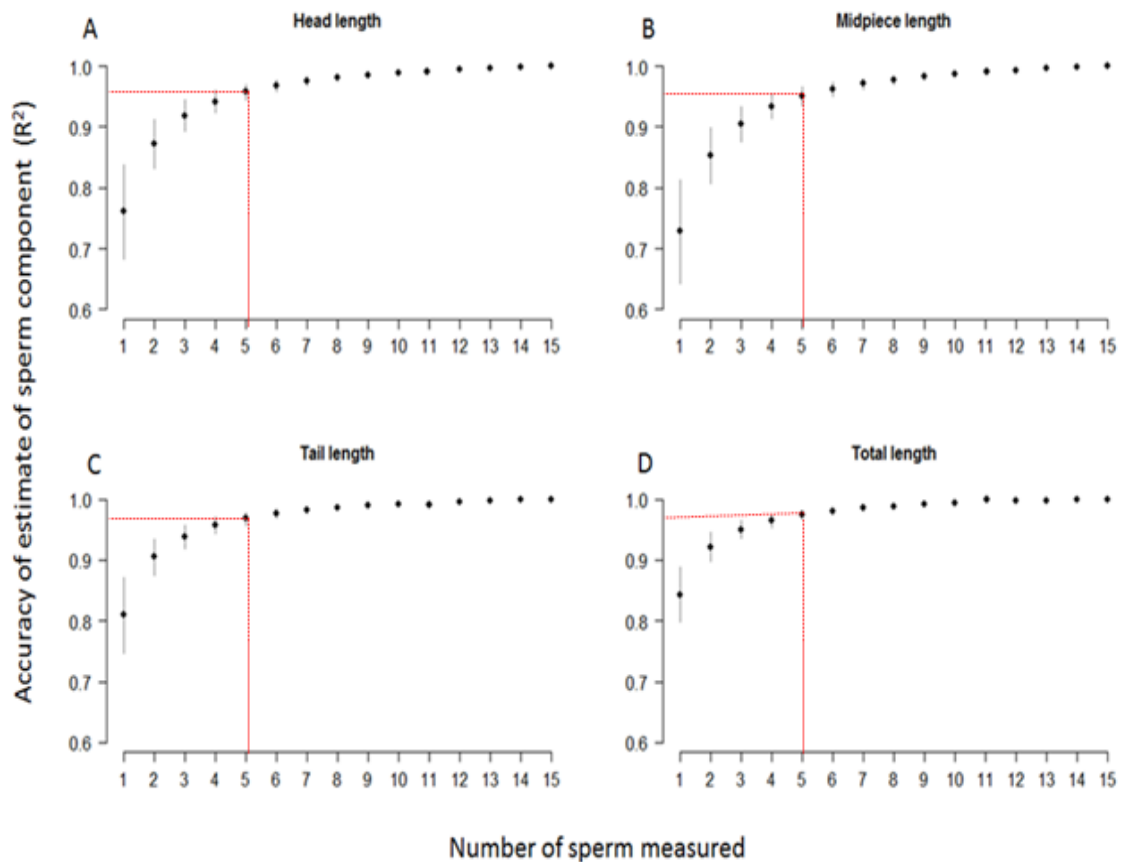 A
Head length
1.0
0.9
0.8
0.7
0.6
1 2 3 4 5 6 7 8 9 10 11 12 13 14 15
B
Midpiece length
1.0
0.9
0.8
0.7
0.6
1 2 3 4 5 6 7 8 9 10 11 12 13 14 15
Accuracy of estimate of sperm component (R²)
C
Tail length
1.0
0.9
0.8
0.7
0.6
1 2 3 4 5 6 7 8 9 10 11 12 13 14 15
D
Total length
1.0
0.9
0.8
0.7
0.6
1 2 3 4 5 6 7 8 9 10 11 12 13 14 15
Number of sperm measured